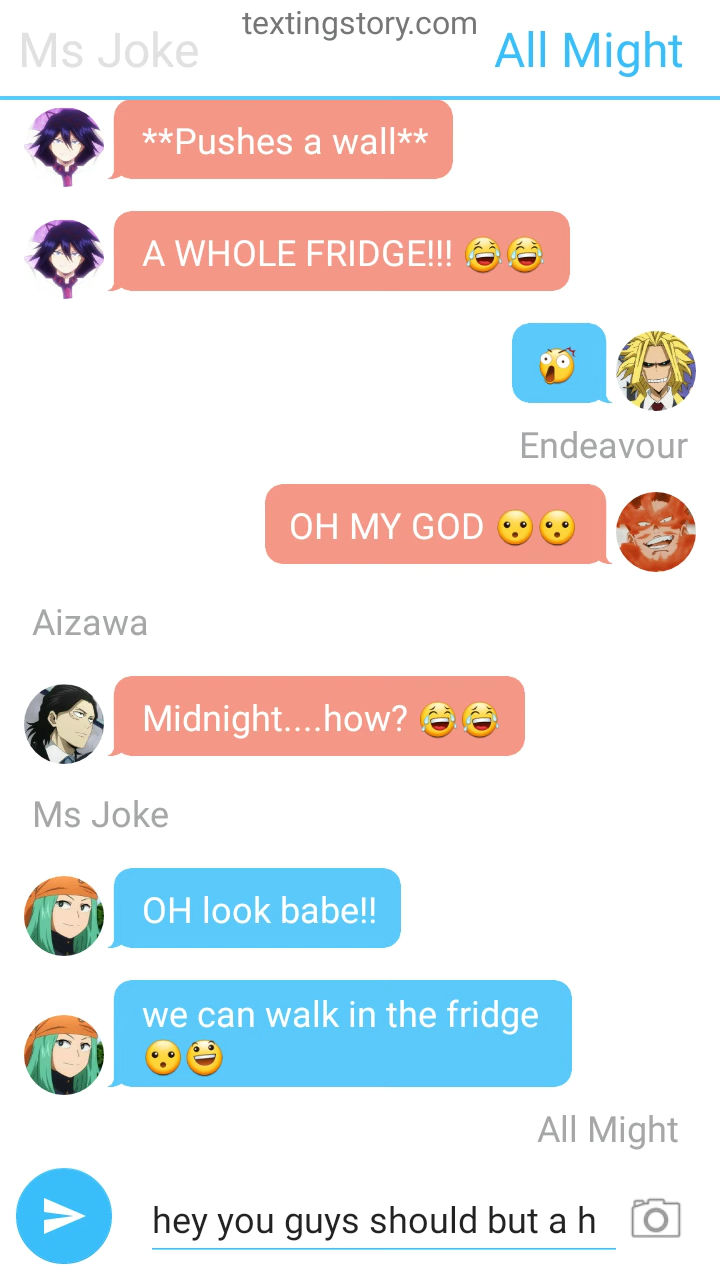 textingstory.com
Ms Joke
All Might
**Pushes a wall**
A WHOLE FRIDGE!!! 😂😂
😲
Endeavour
OH MY GOD 😮😮
Aizawa
Midnight....how? 😂😂
Ms Joke
OH look babe!!
we can walk in the fridge
😮😃
All Might
hey you guys should but a h